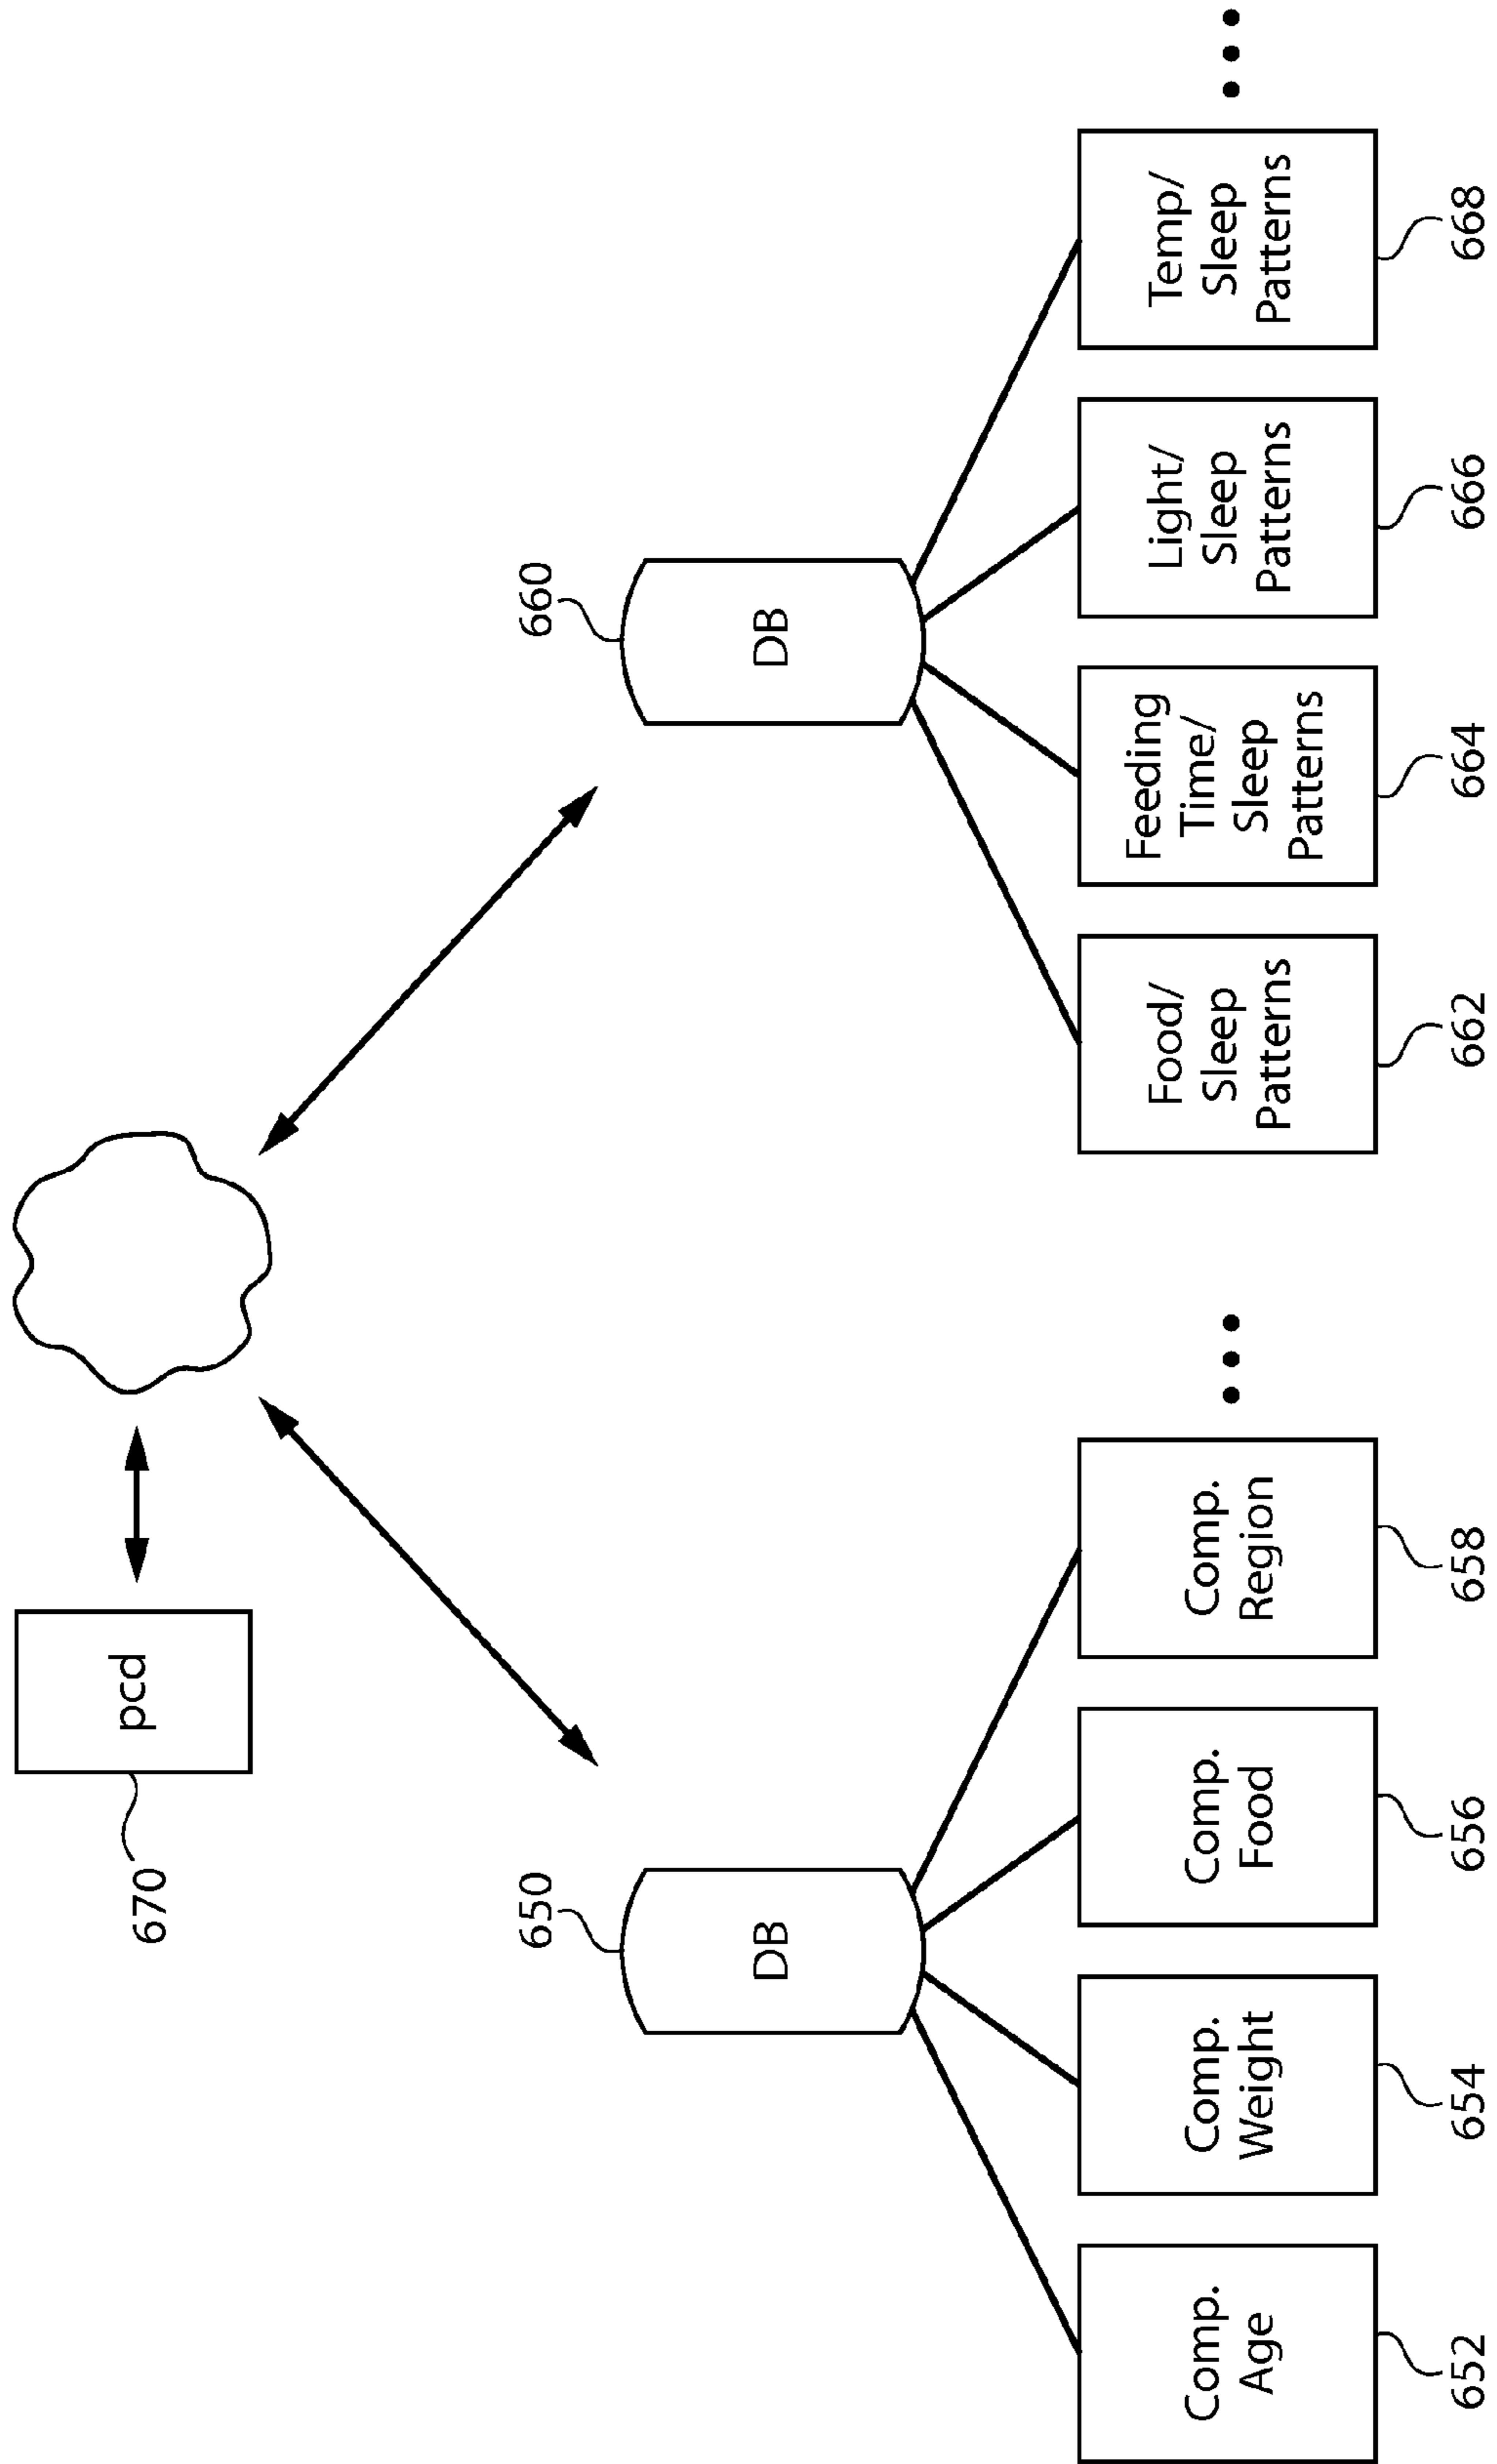 pcd
670
650
DB
660
DB
Comp.
Age
652
Comp.
Weight
654
Comp.
Food
656
Comp.
Region
658
Food/
Sleep
Patterns
662
Feeding
Time/
Sleep
Patterns
664
Light/
Sleep
Patterns
666
Temp/
Sleep
Patterns
668